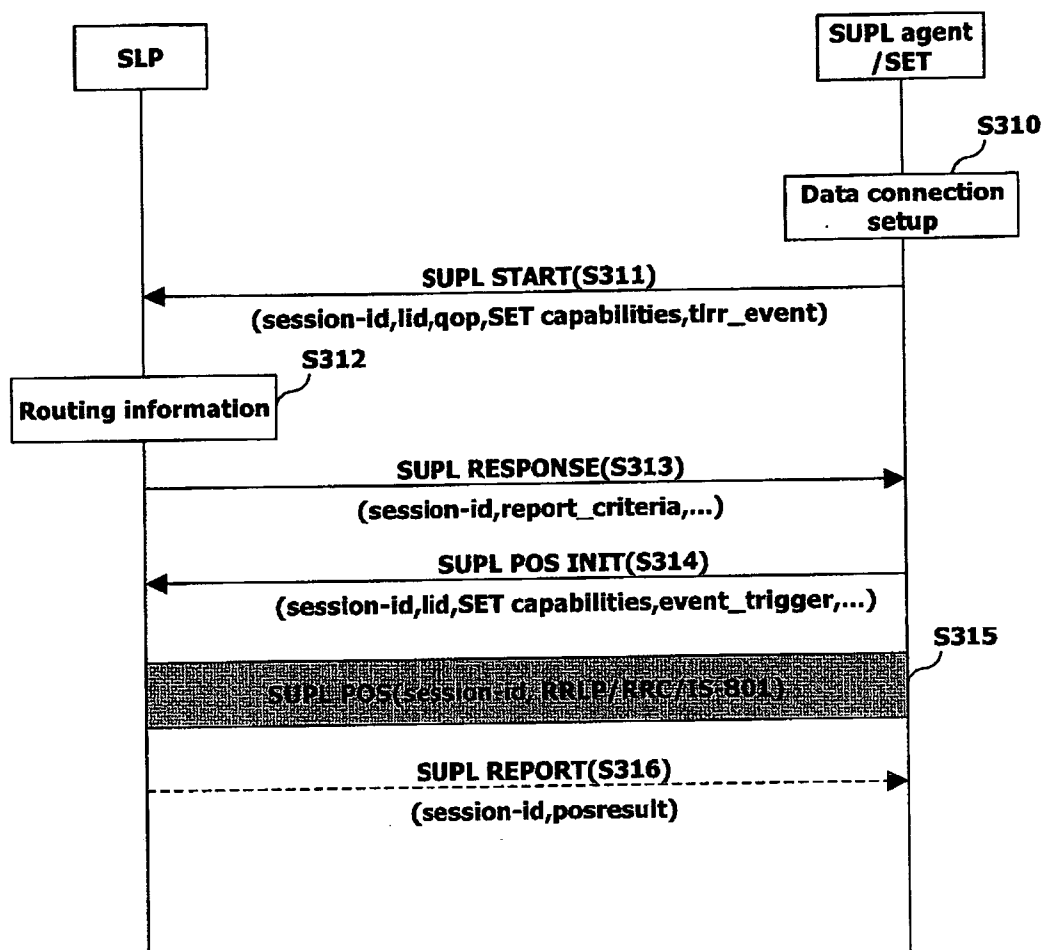 SLP
SUPL agent
/SET
S310
Data connection
setup
SUPL START(S311)
(session-id,lid,qop,SET capabilities,tlrr_event)
S312
Routing information
SUPL RESPONSE(S313)
(session-id,report_criteria,...)
SUPL POS INIT(S314)
(session-id,lid,SET capabilities,event_trigger,...)
S315
SUPL POS(session-id, RRLP/RRC/IS-801)
SUPL REPORT(S316)
(session-id,posresult)